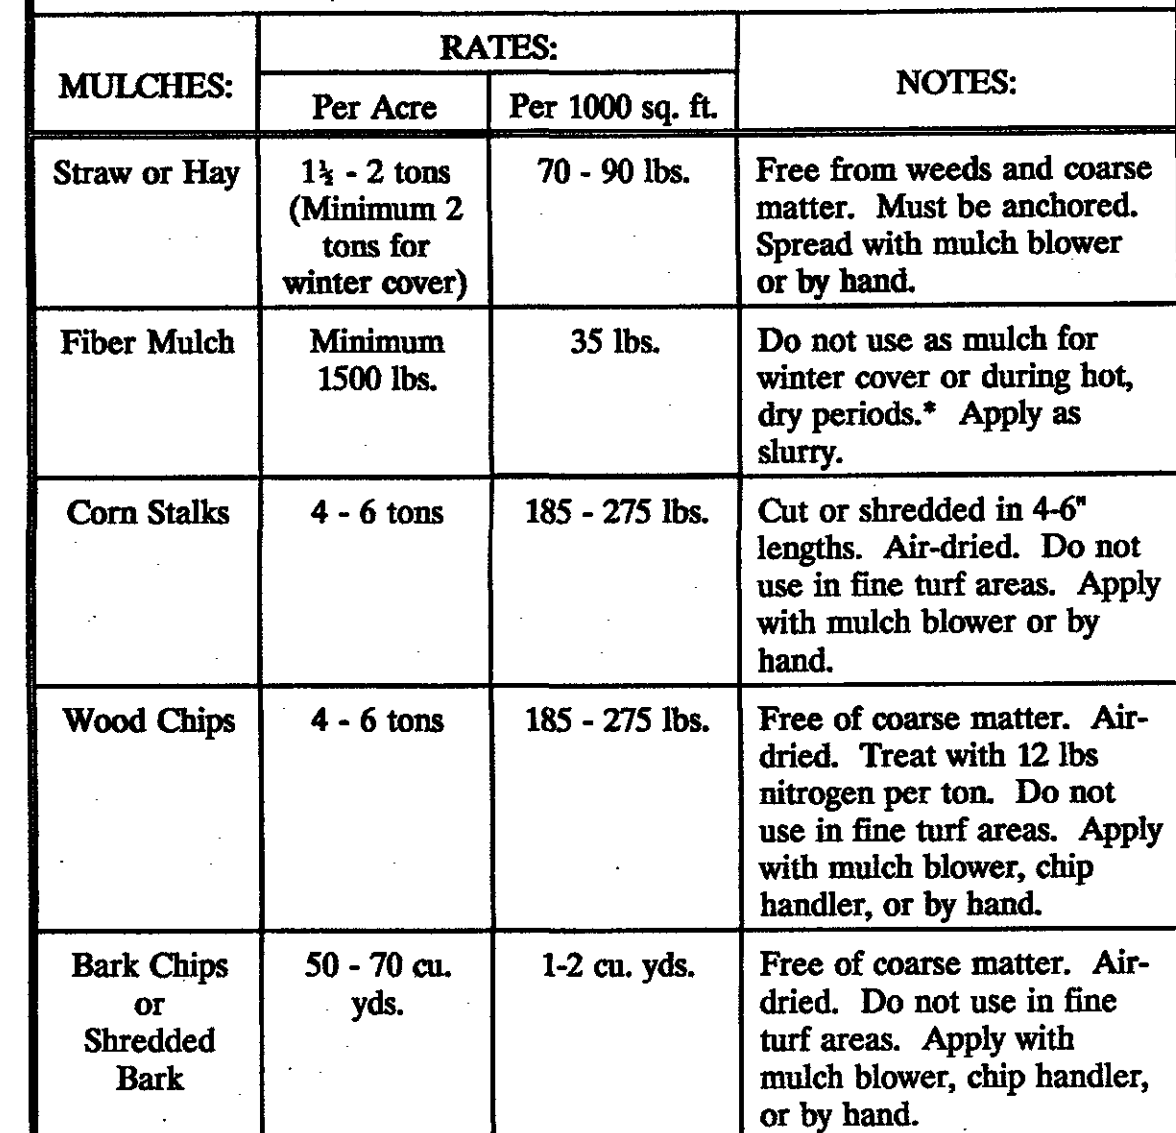 MULCHES:
RATES:
NOTES:
Per Acre
Per 1000 sq. ft.
Straw or Hay
1½ - 2 tons
(Minimum 2
tons for
winter cover)
70 - 90 lbs.
Free from weeds and coarse
matter. Must be anchored.
Spread with mulch blower
or by hand.
Fiber Mulch
Minimum
1500 lbs.
35 lbs.
Do not use as mulch for
winter cover or during hot,
dry periods.* Apply as
slurry.
Corn Stalks
4 - 6 tons
185 - 275 lbs.
Cut or shredded in 4-6"
lengths. Air-dried. Do not
use in fine turf areas. Apply
with mulch blower or by
hand.
Wood Chips
4 - 6 tons
185 - 275 lbs.
Free of coarse matter. Air-
dried. Treat with 12 lbs
nitrogen per ton. Do not
use in fine turf areas. Apply
with mulch blower, chip
handler, or by hand.
Bark Chips
or
Shredded
Bark
50 - 70 cu.
yds.
1-2 cu. yds.
Free of coarse matter. Air-
dried. Do not use in fine
turf areas. Apply with
mulch blower, chip handler,
or by hand.